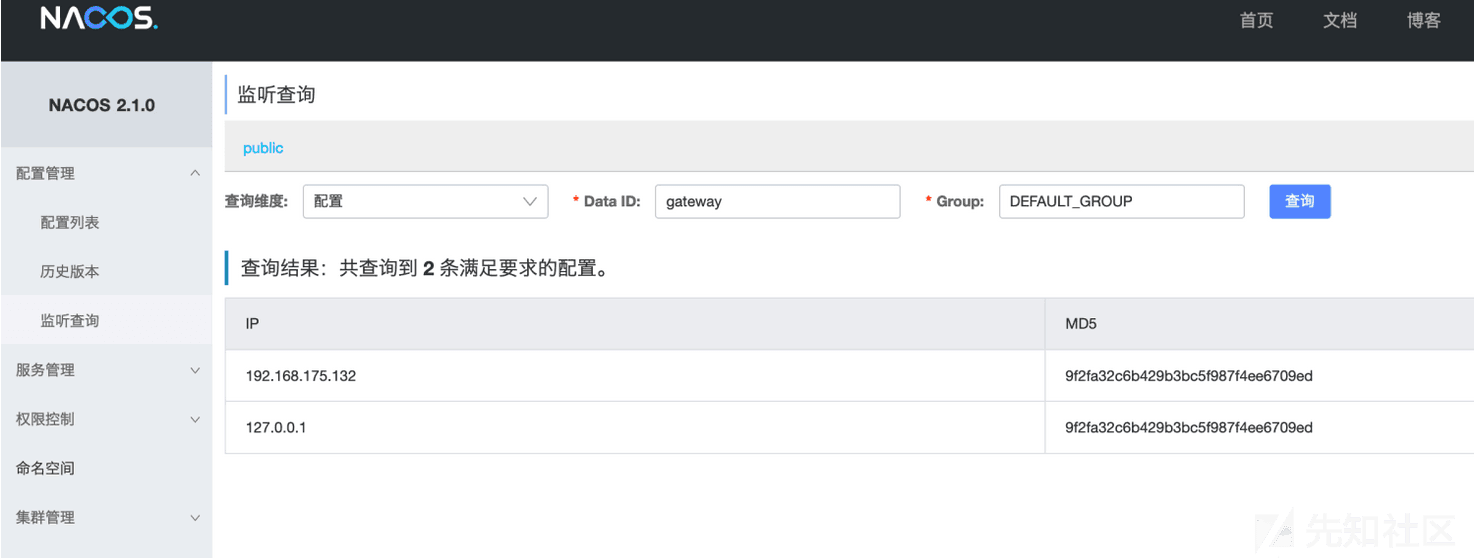 NACOS.
首页 文档 博客
NACOS 2.1.0
配置管理
配置列表
历史版本
监听查询
服务管理
权限控制
命名空间
集群管理
监听查询
public
查询维度: 配置 * Data ID: gateway * Group: DEFAULT_GROUP 查询
查询结果：共查询到 2 条满足要求的配置。
IP MD5
192.168.175.132 9f2fa32c6b429b3bc5f987f4ee6709ed
127.0.0.1 9f2fa32c6b429b3bc5f987f4ee6709ed
先知社区